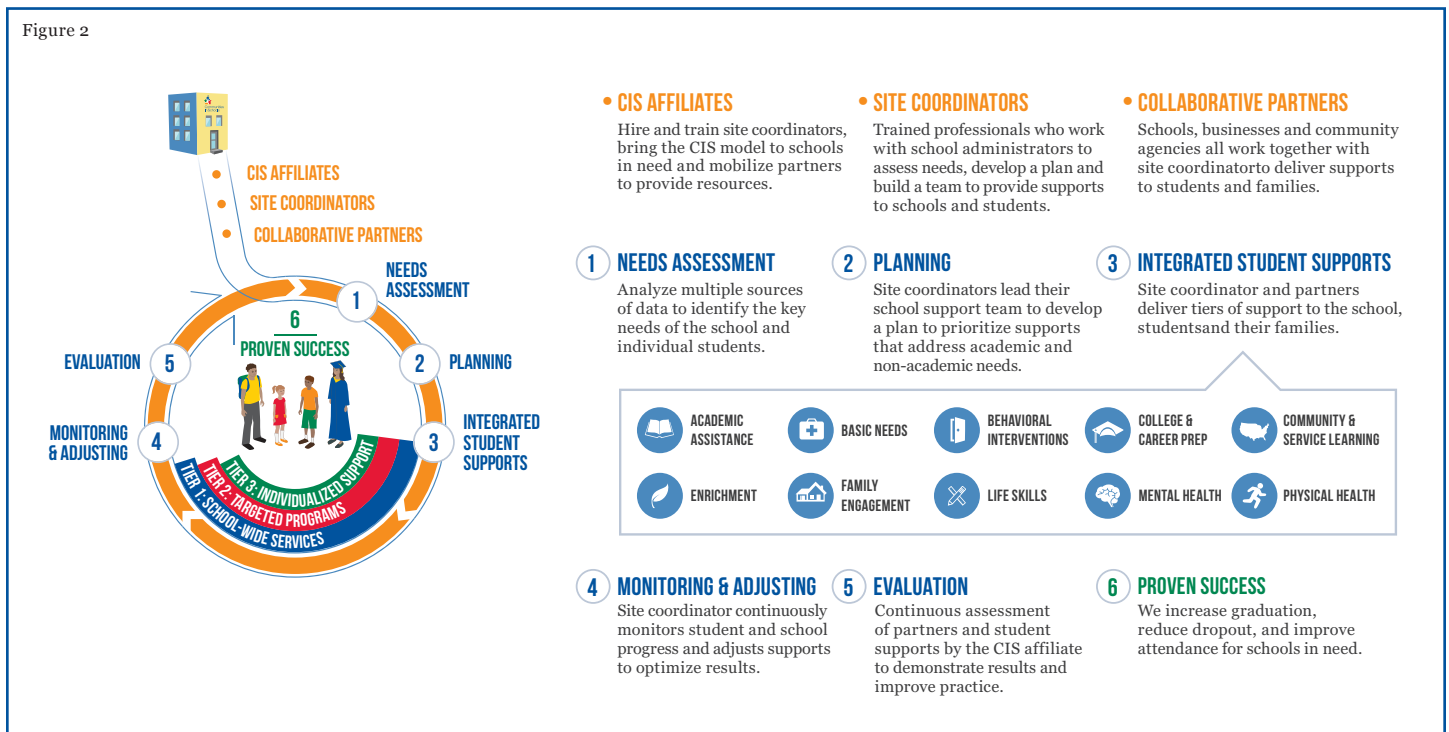 Figure 2
CIS AFFILIATES
SITE COORDINATORS
COLLABORATIVE PARTNERS
NEEDS
ASSESSMENT
1
6
PROVEN SUCCESS
EVALUATION
5
2
PLANNING
MONITORING
& ADJUSTING
4
3
INTEGRATED
STUDENT
SUPPORTS
TIER 3: INDIVIDUALIZED SUPPORT
TIER 2: TARGETED PROGRAMS
TIER 1: SCHOOL-WIDE SERVICES
• CIS AFFILIATES
Hire and train site coordinators,
bring the CIS model to schools
in need and mobilize partners
to provide resources.
• SITE COORDINATORS
Trained professionals who work
with school administrators to
assess needs, develop a plan and
build a team to provide supports
to schools and students.
• COLLABORATIVE PARTNERS
Schools, businesses and community
agencies all work together with
site coordinatorto deliver supports
to students and families.
1 NEEDS ASSESSMENT
Analyze multiple sources
of data to identify the key
needs of the school and
individual students.
2 PLANNING
Site coordinators lead their
school support team to develop
a plan to prioritize supports
that address academic and
non-academic needs.
3 INTEGRATED STUDENT SUPPORTS
Site coordinator and partners
deliver tiers of support to the school,
studentsand their families.
ACADEMIC
ASSISTANCE
BASIC NEEDS
BEHAVIORAL
INTERVENTIONS
COLLEGE &
CAREER PREP
COMMUNITY &
SERVICE LEARNING
ENRICHMENT
FAMILY
ENGAGEMENT
LIFE SKILLS
MENTAL HEALTH
PHYSICAL HEALTH
4 MONITORING & ADJUSTING
Site coordinator continuously
monitors student and school
progress and adjusts supports
to optimize results.
5 EVALUATION
Continuous assessment
of partners and student
supports by the CIS affiliate
to demonstrate results and
improve practice.
6 PROVEN SUCCESS
We increase graduation,
reduce dropout, and improve
attendance for schools in need.